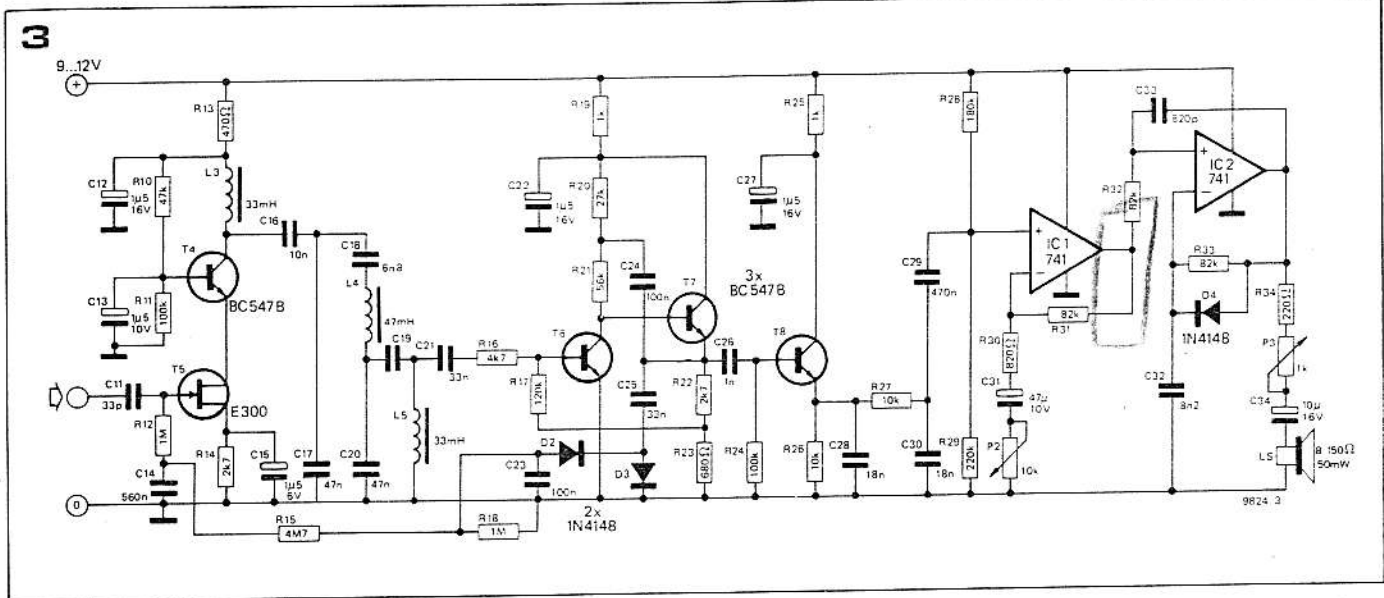 3
9...12V
+
R13
470Ω
C12
1µ5
16V
R10
47k
L3
33mH
C16
10n
T4
BC547B
C13
1µ5
10V
R11
100k
T5
E300
C11
33p
R12
1M
C14
560n
0
R14
2k7
C15
1µ5
6V
C17
47n
C18
6n8
L4
47mH
C19
C20
47n
L5
33mH
C21
33n
R15
4M7
R16
4k7
R17
120k
R18
1M
D2
C23
100n
2x
1N4148
D3
R19
1k
C22
1µ5
16V
R20
27k
R21
56k
C24
100n
T6
T7
3x
BC547B
C25
33n
R22
2k7
R23
680Ω
C26
1n
R24
100k
R25
1k
C27
1µ5
16V
T8
R26
10k
C28
18n
R27
10k
C29
470n
C30
18n
R28
180k
R29
220k
+
−
IC1
741
R30
820Ω
C31
47µ
10V
P2
10k
R31
82k
R32
82k
C33
820p
+
−
IC2
741
R33
82k
D4
1N4148
C32
8n2
R34
220Ω
P3
1k
C34
10µ
16V
LS
8 150Ω
50mW
9824 3